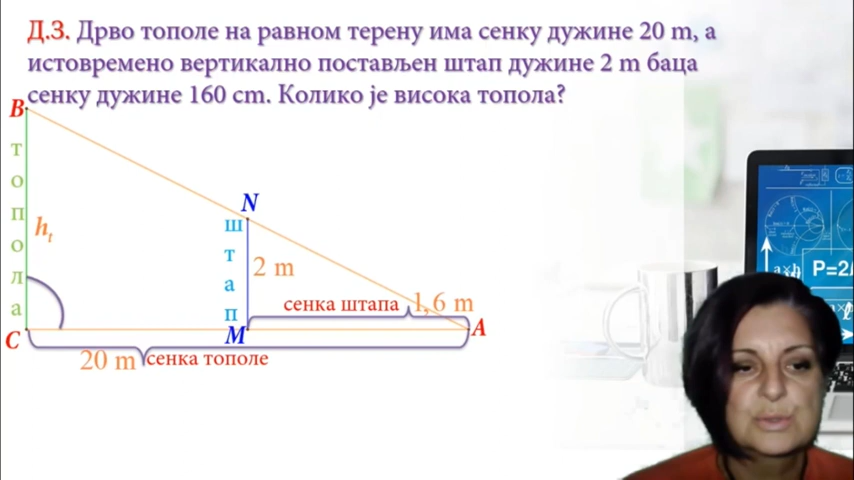 Д.З. Дрво тополе на равном терену има сенку дужине 20 m, а
истовремено вертикално постављен штап дужине 2 m баца
сенку дужине 160 cm. Колико је висока топола?
B
топола
h_t
N
штап
2 m
сенка штапа
1,6 m
C
M
A
20 m
сенка тополе
a x h